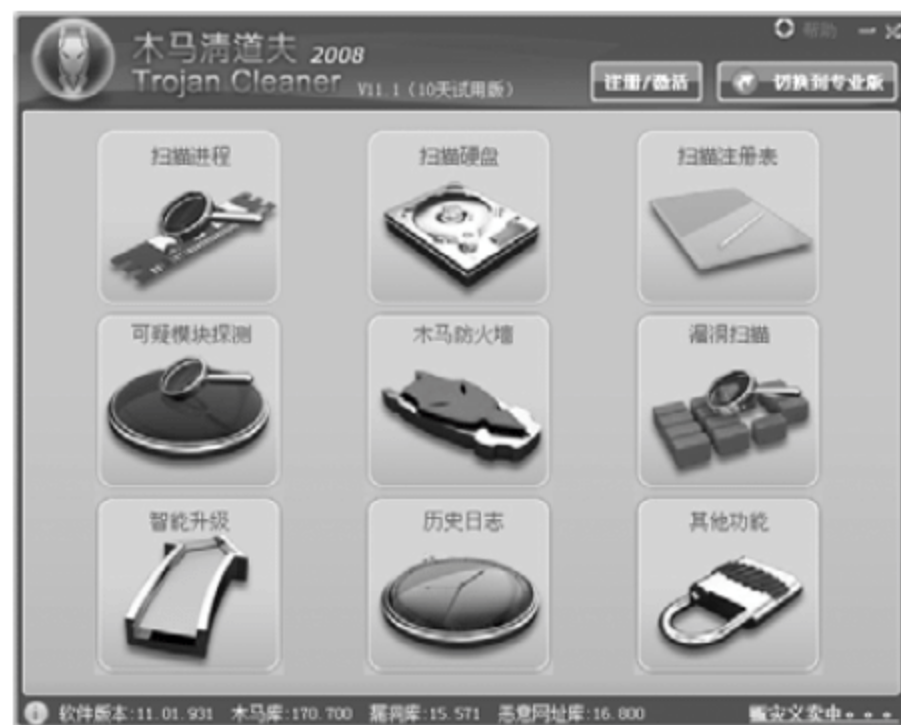 木马清道夫 2008
Trojan Cleaner V11.1（10天试用版）
帮助
注册/激活
切换到专业版
扫描进程
扫描硬盘
扫描注册表
可疑模块探测
木马防火墙
漏洞扫描
智能升级
历史日志
其他功能
软件版本:11.01.931 木马库:170.700 漏洞库:15.571 恶意网址库:16.800